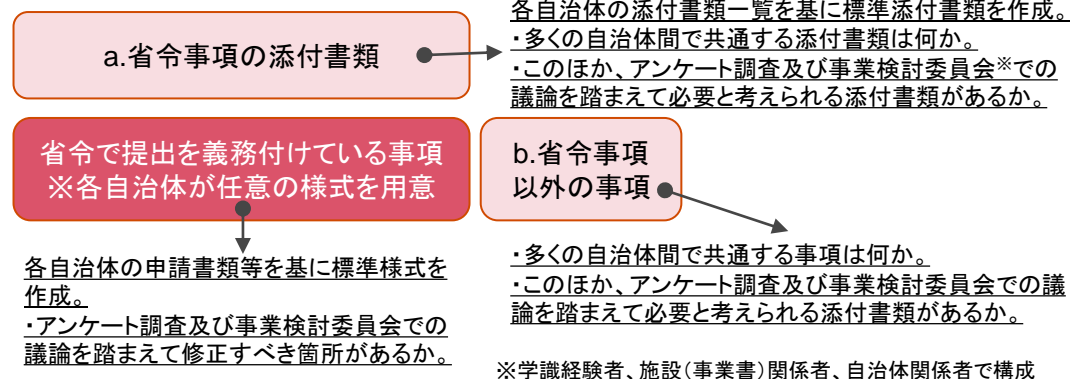 a.省令事項の添付書類
各自治体の添付書類一覧を基に標準添付書類を作成。
・多くの自治体間で共通する添付書類は何か。
・このほか、アンケート調査及び事業検討委員会※での
議論を踏まえて必要と考えられる添付書類があるか。
省令で提出を義務付けている事項
※各自治体が任意の様式を用意
b.省令事項
以外の事項
各自治体の申請書類等を基に標準様式を
作成。
・アンケート調査及び事業検討委員会での
議論を踏まえて修正すべき箇所があるか。
・多くの自治体間で共通する事項は何か。
・このほか、アンケート調査及び事業検討委員会での議
論を踏まえて必要と考えられる添付書類があるか。
※学識経験者、施設(事業書)関係者、自治体関係者で構成